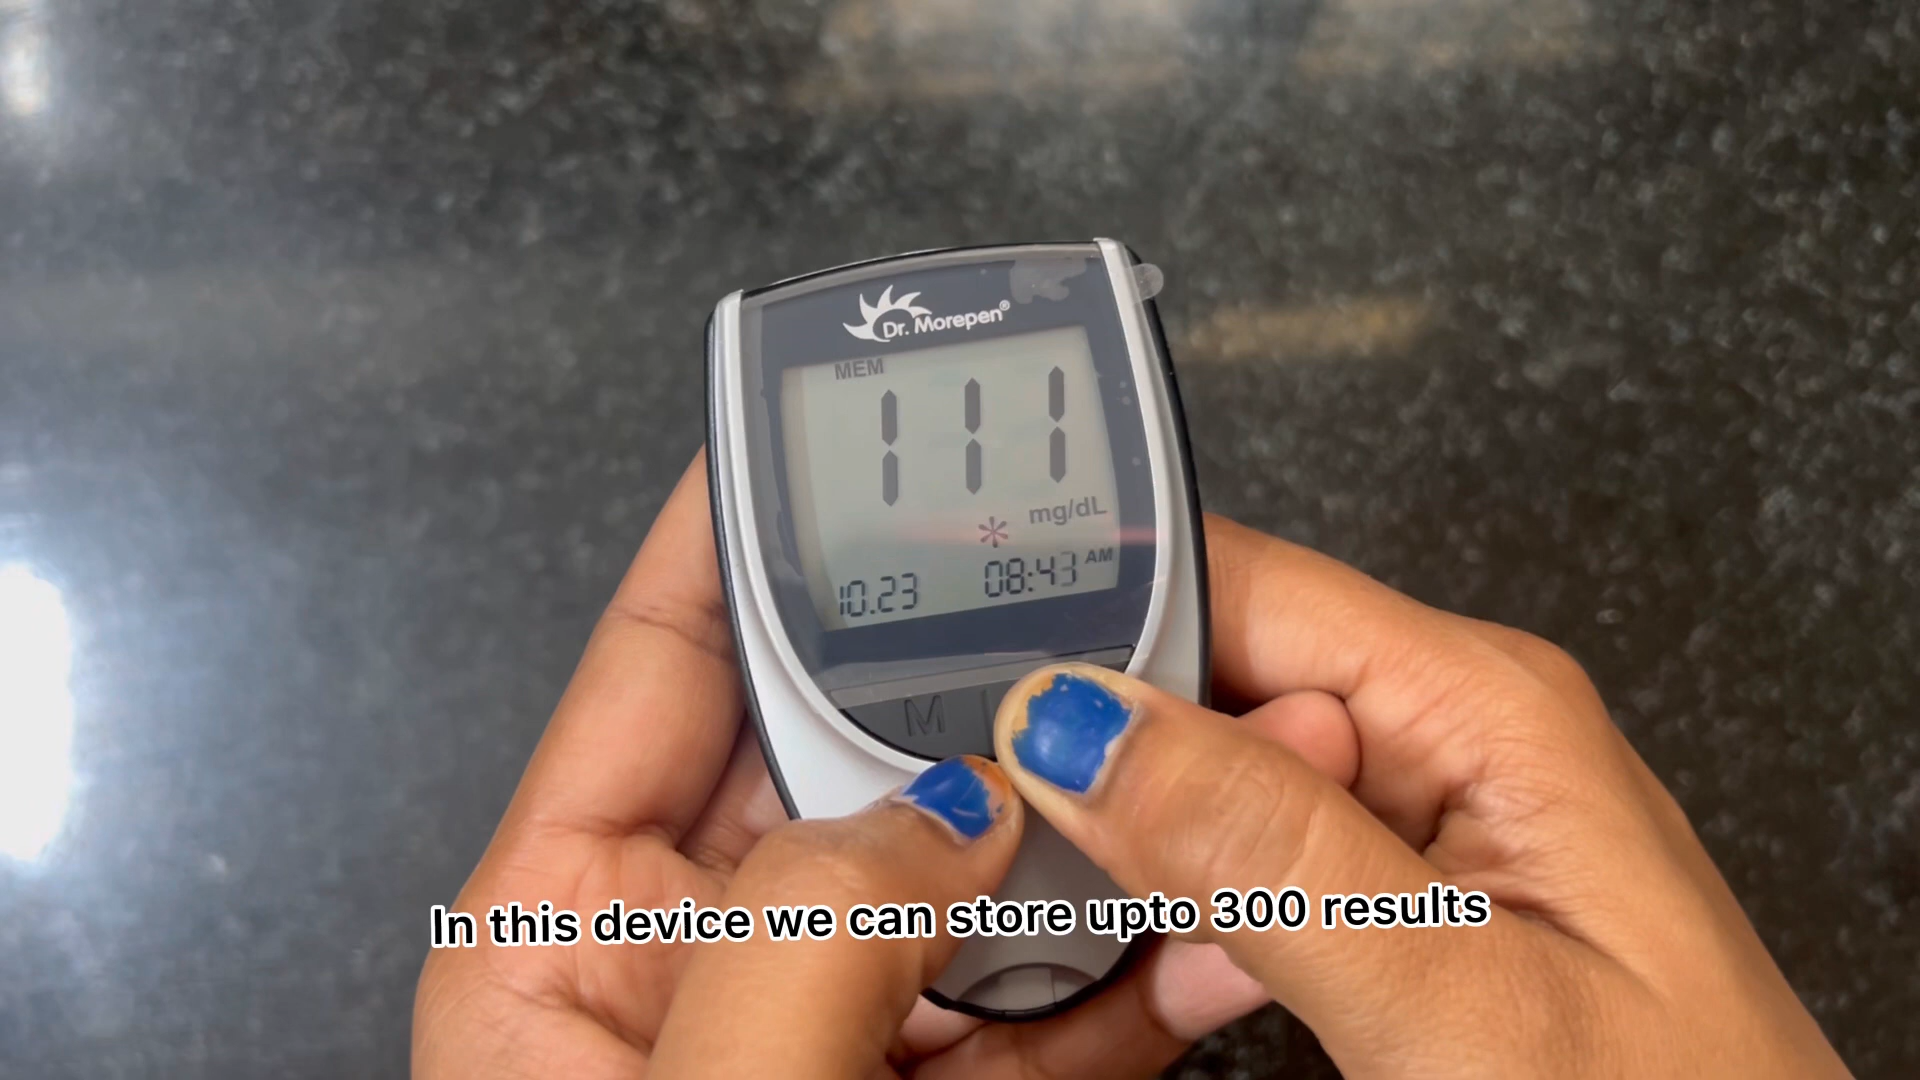 Dr. Morepen®
MEM
111
mg/dL
*
10.23 08:43 AM
M
In this device we can store upto 300 results